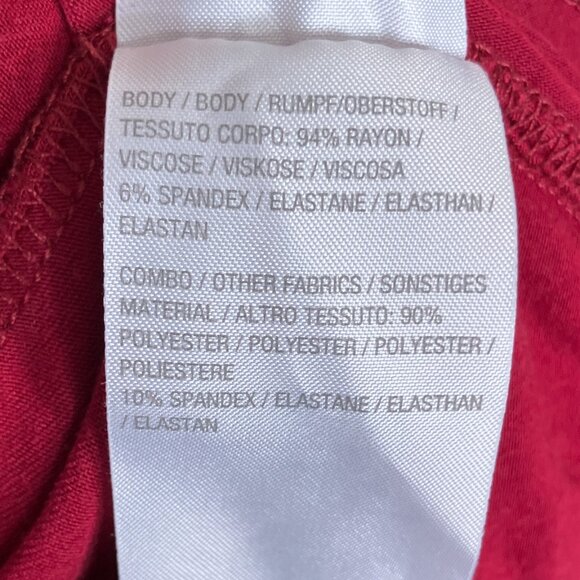 BODY / BODY / RUMPF/OBERSTOFF /
TESSUTO CORPO: 94% RAYON /
VISCOSE / VISKOSE / VISCOSA
6% SPANDEX / ELASTANE / ELASTHAN /
ELASTAN
COMBO / OTHER FABRICS / SONSTIGES
MATERIAL / ALTRO TESSUTO: 90%
POLYESTER / POLYESTER / POLYESTER /
POLIESTERE
10% SPANDEX / ELASTANE / ELASTHAN
/ ELASTAN